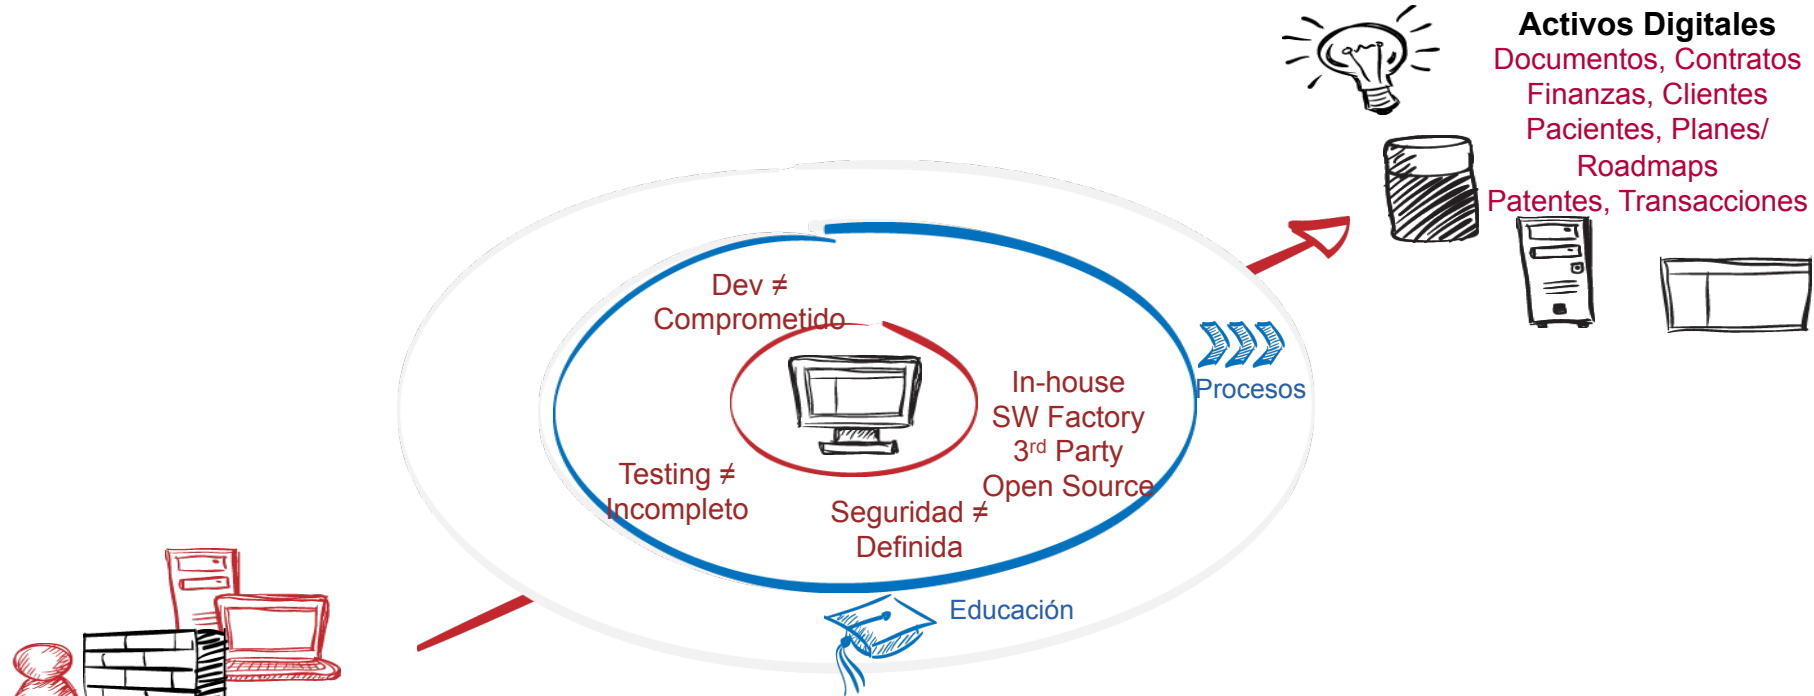 Activos Digitales
Documentos, Contratos
Finanzas, Clientes
Pacientes, Planes/
Roadmaps
Patentes, Transacciones
Dev ≠
Comprometido
In-house
SW Factory
3rd Party
Open Source
Procesos
Testing ≠
Incompleto
Seguridad ≠
Definida
Educación